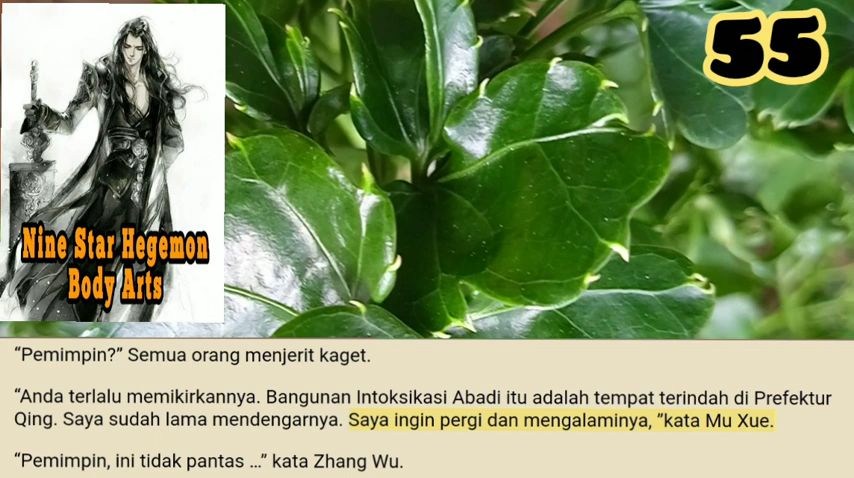 55
Nine Star Hegemon
Body Arts
“Pemimpin?” Semua orang menjerit kaget.
“Anda terlalu memikirkannya. Bangunan Intoksikasi Abadi itu adalah tempat terindah di Prefektur
Qing. Saya sudah lama mendengarnya. Saya ingin pergi dan mengalaminya, ”kata Mu Xue.
“Pemimpin, ini tidak pantas …” kata Zhang Wu.